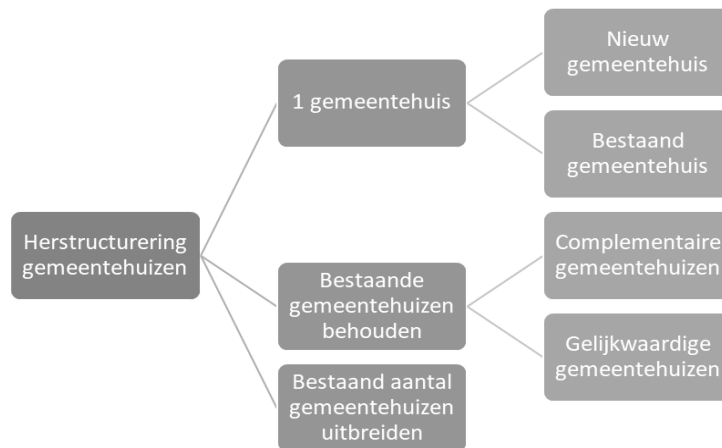 Herstructurering
gemeentehuizen
1 gemeentehuis
Nieuw
gemeentehuis
Bestaand
gemeentehuis
Bestaande
gemeentehuizen
behouden
Complementaire
gemeentehuizen
Gelijkwaardige
gemeentehuizen
Bestaand aantal
gemeentehuizen
uitbreiden